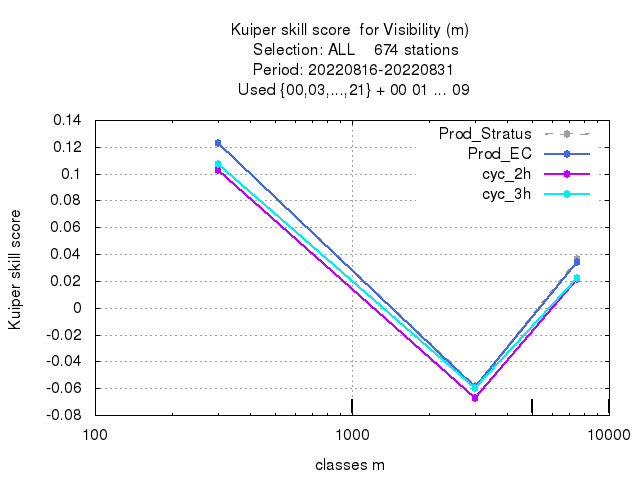 Kuiper skill score  for Visibility (m)
Selection: ALL    674 stations
Period: 20220816-20220831
Used {00,03,...,21} + 00 01 ... 09
0.14
0.12
0.1
0.08
0.06
0.04
0.02
0
-0.02
-0.04
-0.06
-0.08
Kuiper skill score
Prod_Stratus
Prod_EC
cyc_2h
cyc_3h
100 1000 10000
classes m